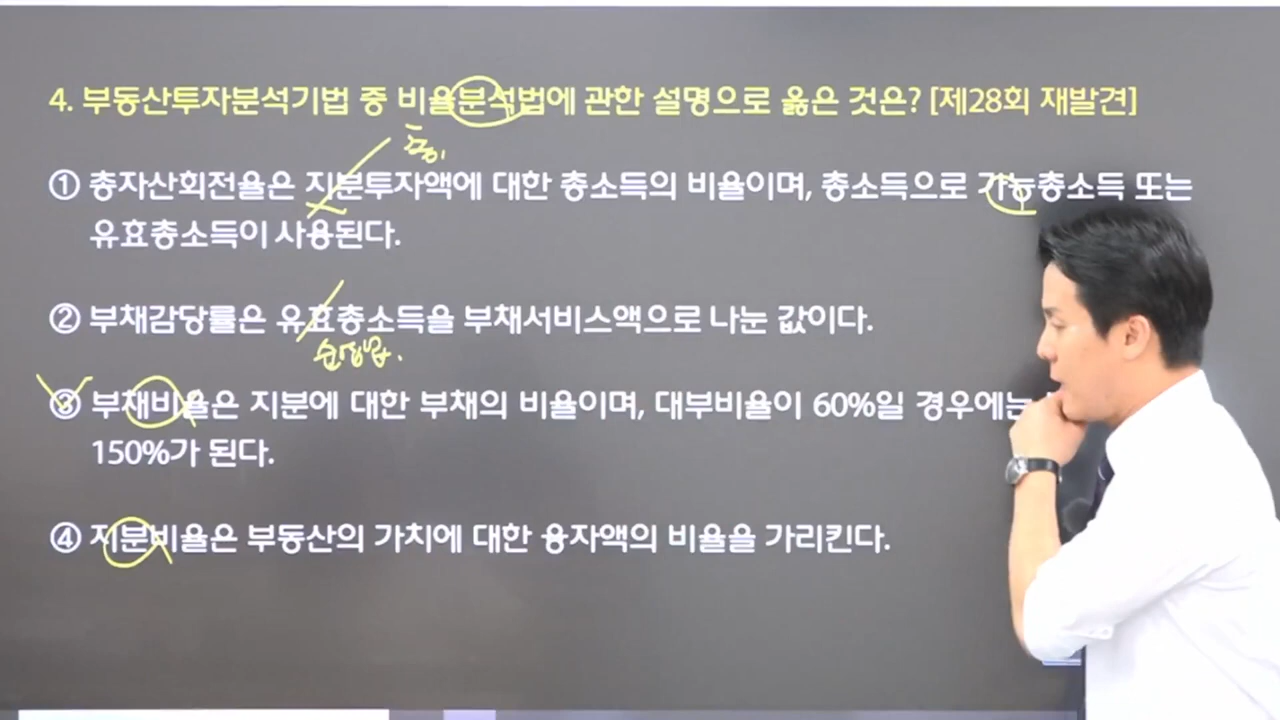 4. 부동산투자분석기법 중 비율분석법에 관한 설명으로 옳은 것은? [제28회 재발견]
① 총자산회전율은 지분투자액에 대한 총소득의 비율이며, 총소득으로 가능총소득 또는
유효총소득이 사용된다.
② 부채감당률은 유효총소득을 부채서비스액으로 나눈 값이다.
순영업
③ 부채비율은 지분에 대한 부채의 비율이며, 대부비율이 60%일 경우에는
150%가 된다.
④ 지분비율은 부동산의 가치에 대한 융자액의 비율을 가리킨다.